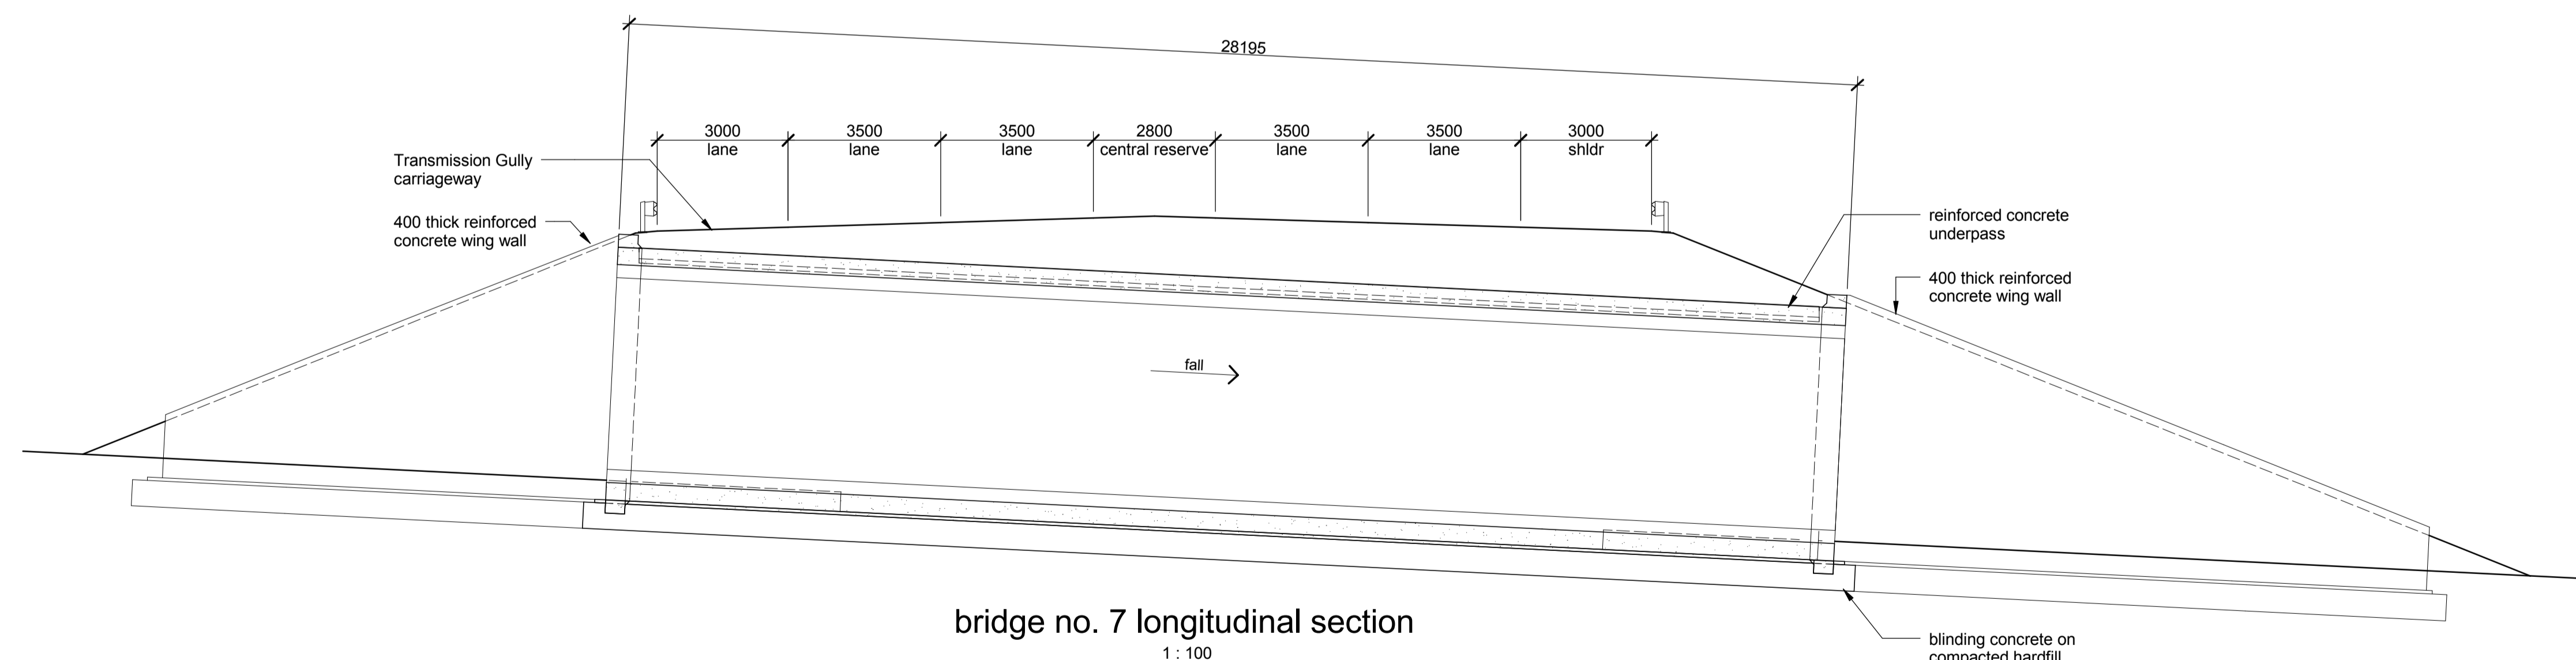 28195
3000 3500 3500 2800 3500 3500 3000
lane lane lane central reserve lane lane shldr
Transmission Gully
carriageway
400 thick reinforced
concrete wing wall
reinforced concrete
underpass
400 thick reinforced
concrete wing wall
fall
bridge no. 7 longitudinal section
1 : 100
blinding concrete on
compacted hardfill